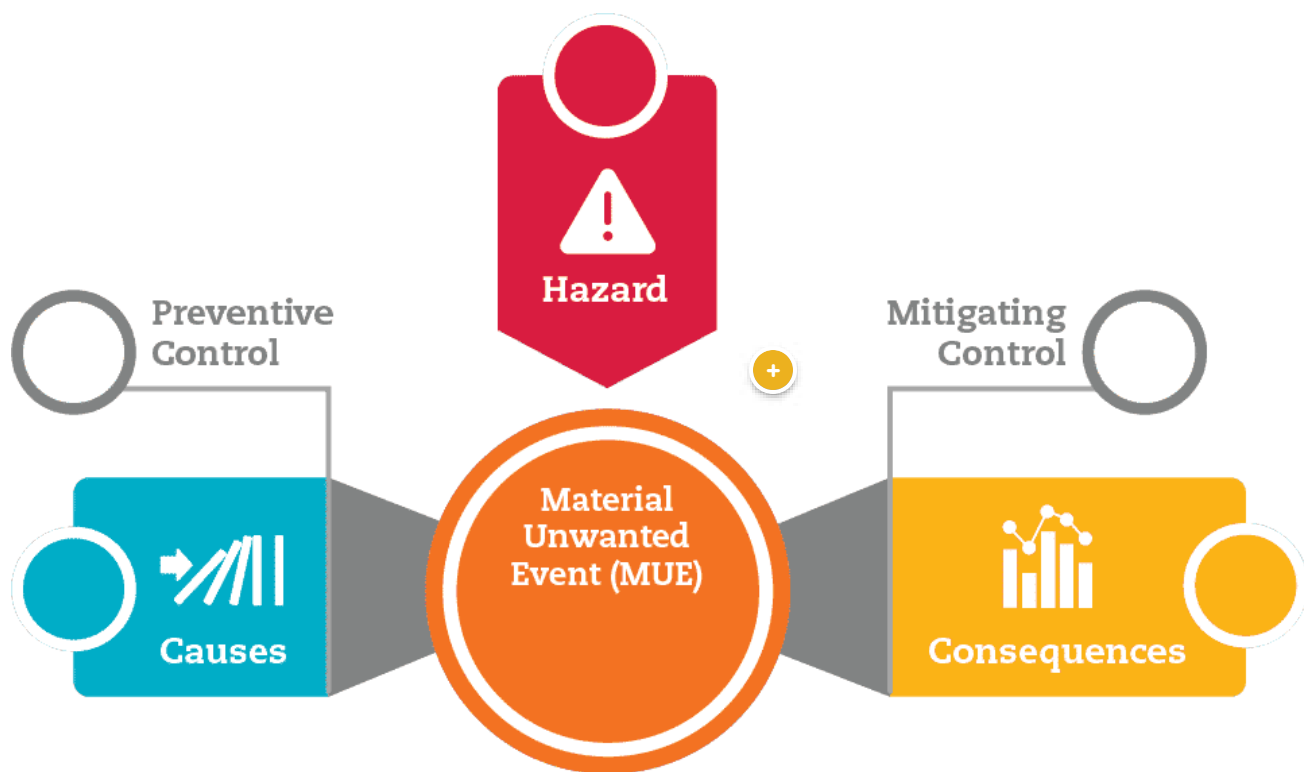 Hazard
Preventive
Control
Mitigating
Control
Material
Unwanted
Event (MUE)
Causes
Consequences